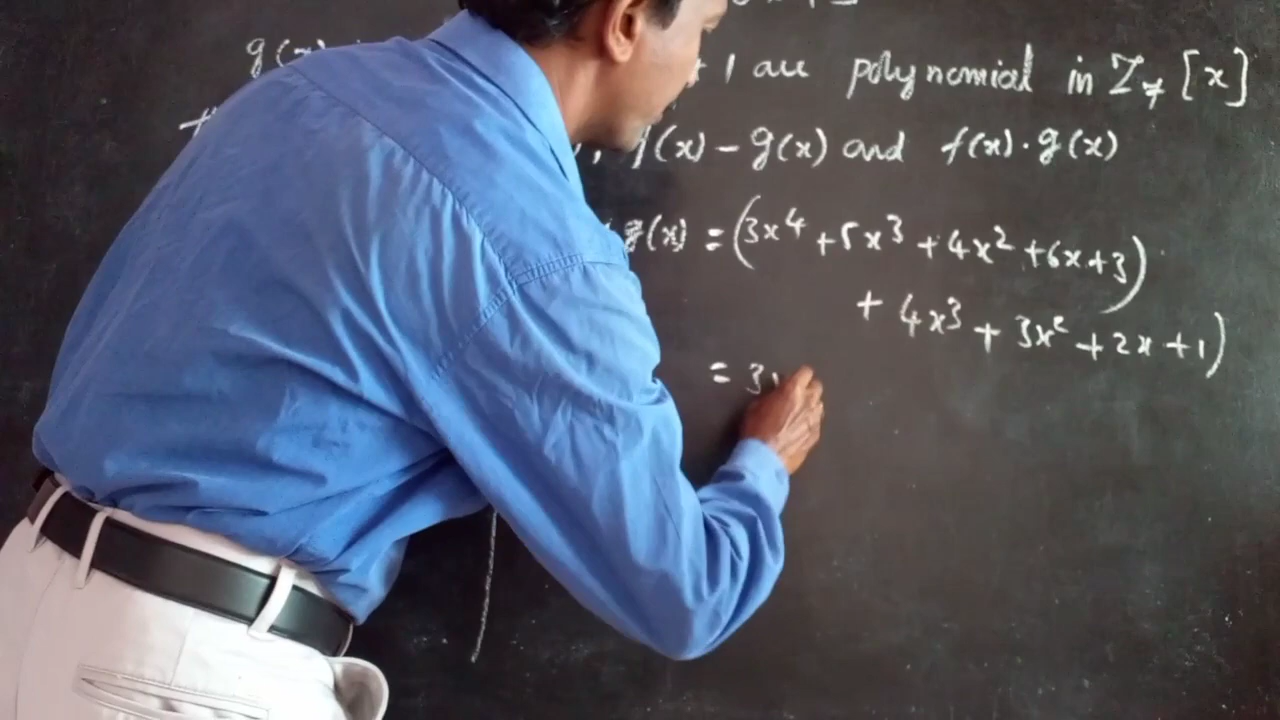 g(x) + 1 are polynomial in Z₇ [x]
f(x) - g(x) and f(x) · g(x)
g(x) = (3x⁴ + 5x³ + 4x² + 6x + 3)
+ 4x³ + 3x² + 2x + 1)
= 3